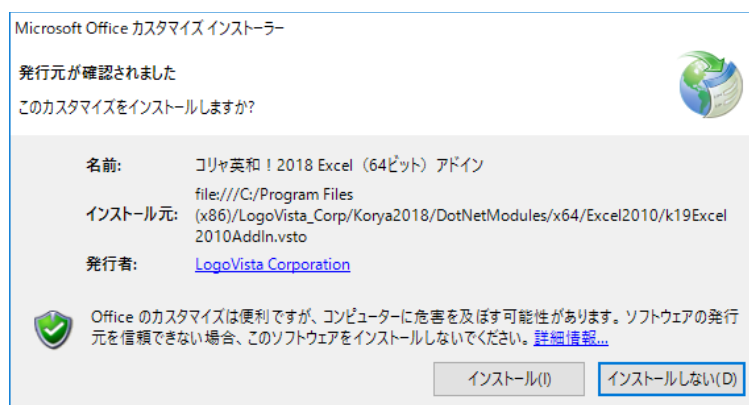 Microsoft Office カスタマイズ インストーラー
発行元が確認されました
このカスタマイズをインストールしますか?
名前: コリャ英和！2018 Excel（64ビット）アドイン
file:///C:/Program Files
インストール元: (x86)/LogoVista_Corp/Korya2018/DotNetModules/x64/Excel2010/k19Excel
2010AddIn.vsto
発行者: LogoVista Corporation
Office のカスタマイズは便利ですが、コンピューターに危害を及ぼす可能性があります。ソフトウェアの発行
元を信頼できない場合、このソフトウェアをインストールしないでください。詳細情報...
インストール(I) インストールしない(D)